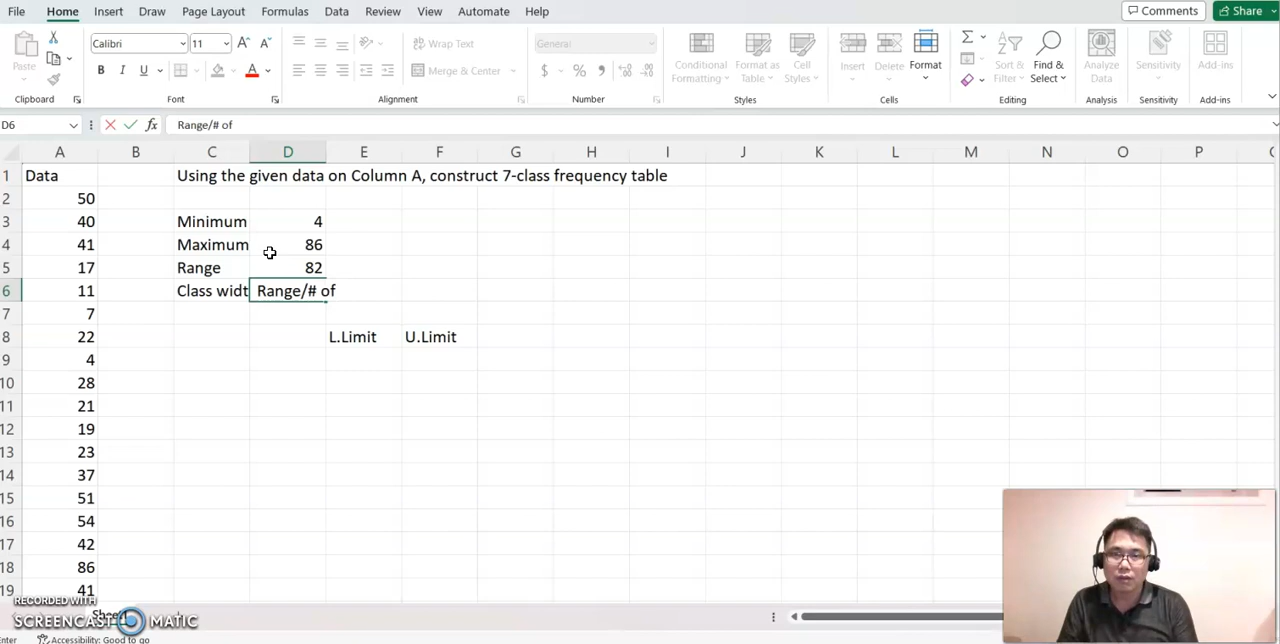 File Home Insert Draw Page Layout Formulas Data Review View Automate Help Comments Share
Calibri 11 Wrap Text General
Paste B I U Merge & Center $ % Conditional Formatting Format as Table Cell Styles Insert Delete Format Sort & Filter Find & Select Analyze Data Sensitivity Add-ins
Clipboard Font Alignment Number Styles Cells Editing Analysis Sensitivity Add-ins
D6 fx Range/# of
A B C D E F G H I J K L M N O P
1 Data Using the given data on Column A, construct 7-class frequency table
2 50
3 40 Minimum 4
4 41 Maximum 86
5 17 Range 82
6 11 Class widt Range/# of
7 7
8 22 L.Limit U.Limit
9 4
10 28
11 21
12 19
13 23
14 37
15 51
16 54
17 42
18 86
19 41
RECORDED WITH
SCREENCAST MATIC
Enter Accessibility: Good to go